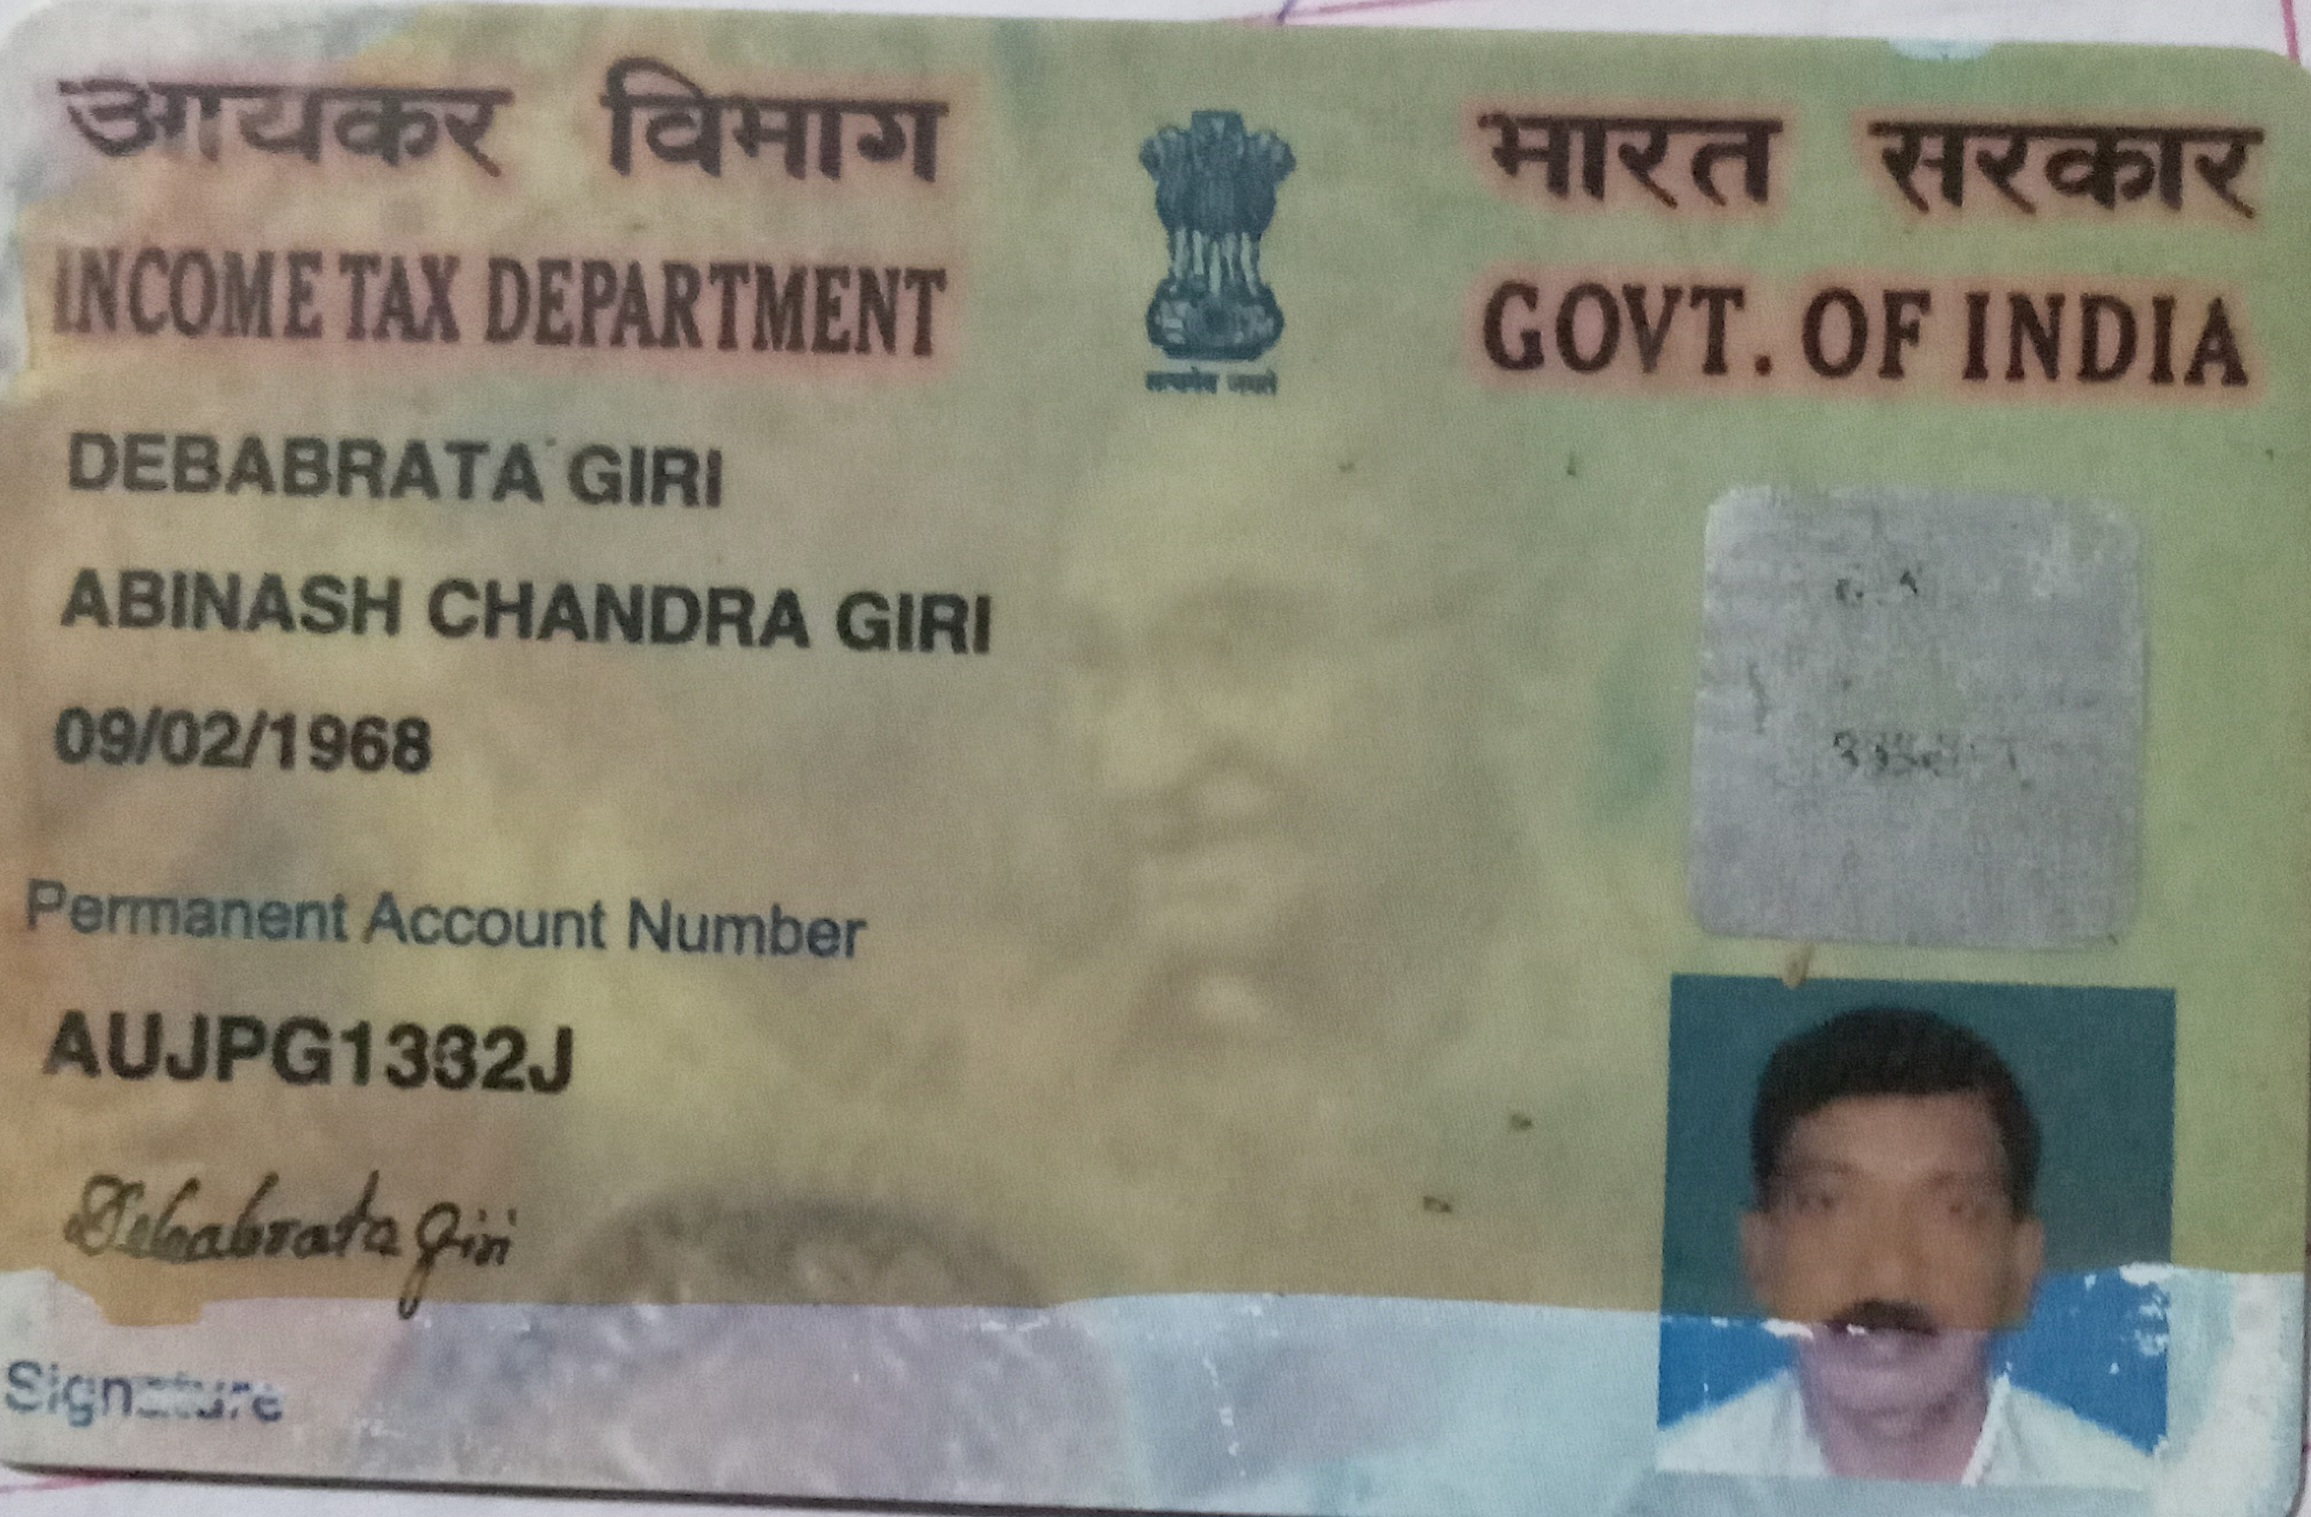 आयकर विभाग
भारत सरकार
INCOME TAX DEPARTMENT
GOVT. OF INDIA
सत्यमेव जयते
DEBABRATA GIRI
ABINASH CHANDRA GIRI
09/02/1968
Permanent Account Number
AUJPG1332J
Debabrata Giri
Signature